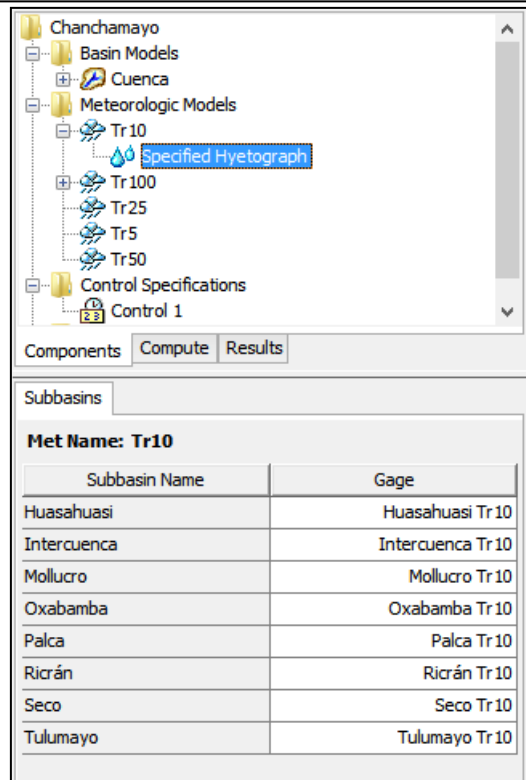 Chanchamayo
Basin Models
Cuenca
Meteorologic Models
Tr10
Specified Hyetograph
Tr100
Tr25
Tr5
Tr50
Control Specifications
Control 1
Components Compute Results
Subbasins
Met Name: Tr10
Subbasin Name Gage
Huasahuasi Huasahuasi Tr10
Intercuenca Intercuenca Tr10
Mollucro Mollucro Tr10
Oxabamba Oxabamba Tr10
Palca Palca Tr10
Ricrán Ricrán Tr10
Seco Seco Tr10
Tulumayo Tulumayo Tr10